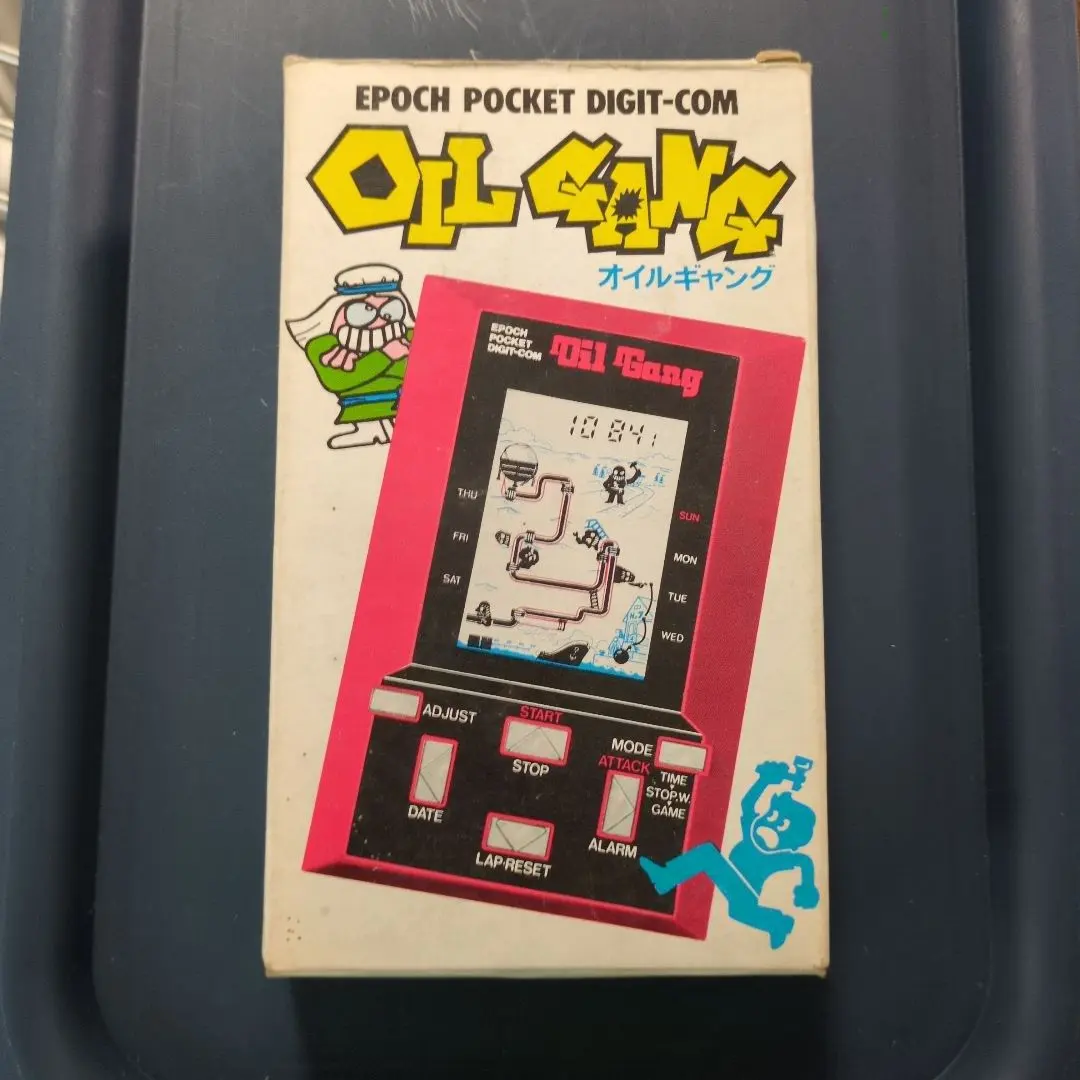 EPOCH POCKET DIGIT-COM
OIL GANG
オイルギャング
EPOCH
POCKET
DIGIT-COM
Oil Gang
10 841
THU
FRI
SAT
SUN
MON
TUE
WED
ADJUST
START
STOP
MODE
ATTACK
TIME
STOP.W.
GAME
DATE
ALARM
LAP·RESET